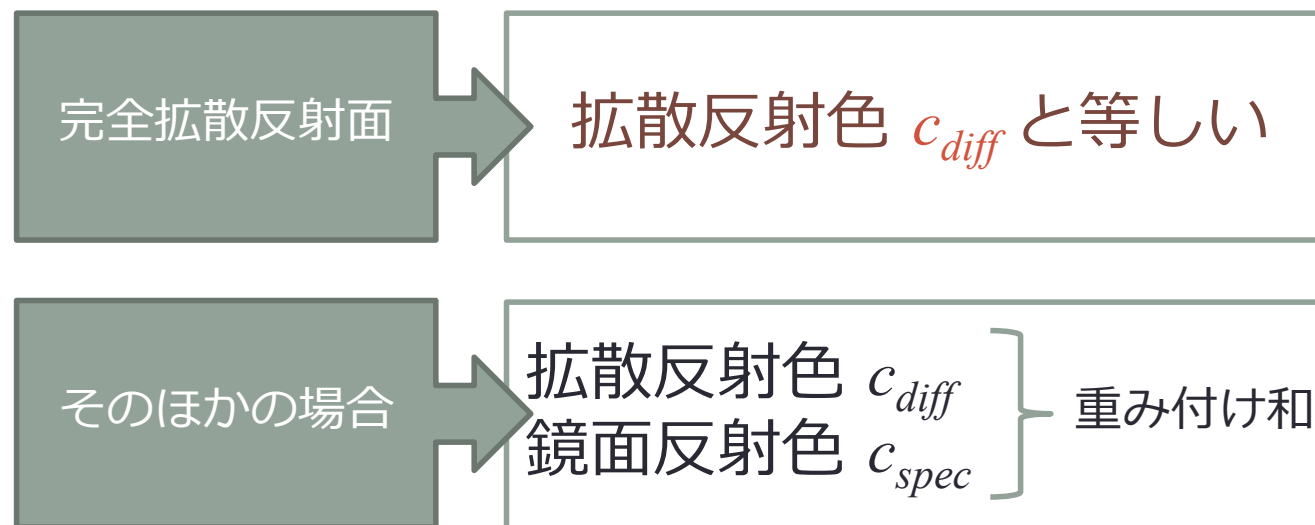 完全拡散反射面
拡散反射色 c_diff と等しい
そのほかの場合
拡散反射色 c_diff
鏡面反射色 c_spec
重み付け和